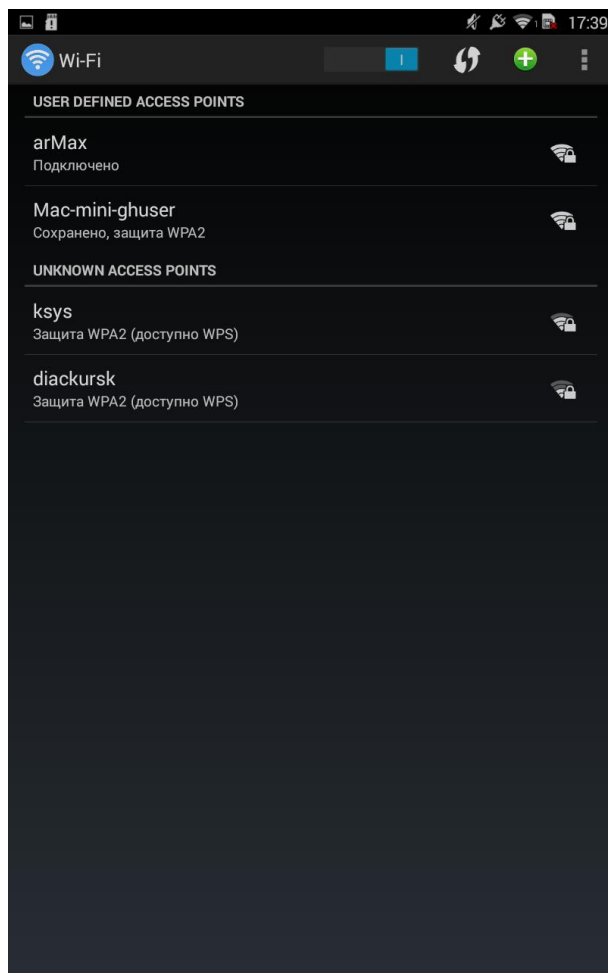 17:39
Wi-Fi
USER DEFINED ACCESS POINTS
arMax
Подключено
Mac-mini-ghuser
Сохранено, защита WPA2
UNKNOWN ACCESS POINTS
ksys
Защита WPA2 (доступно WPS)
diackursk
Защита WPA2 (доступно WPS)